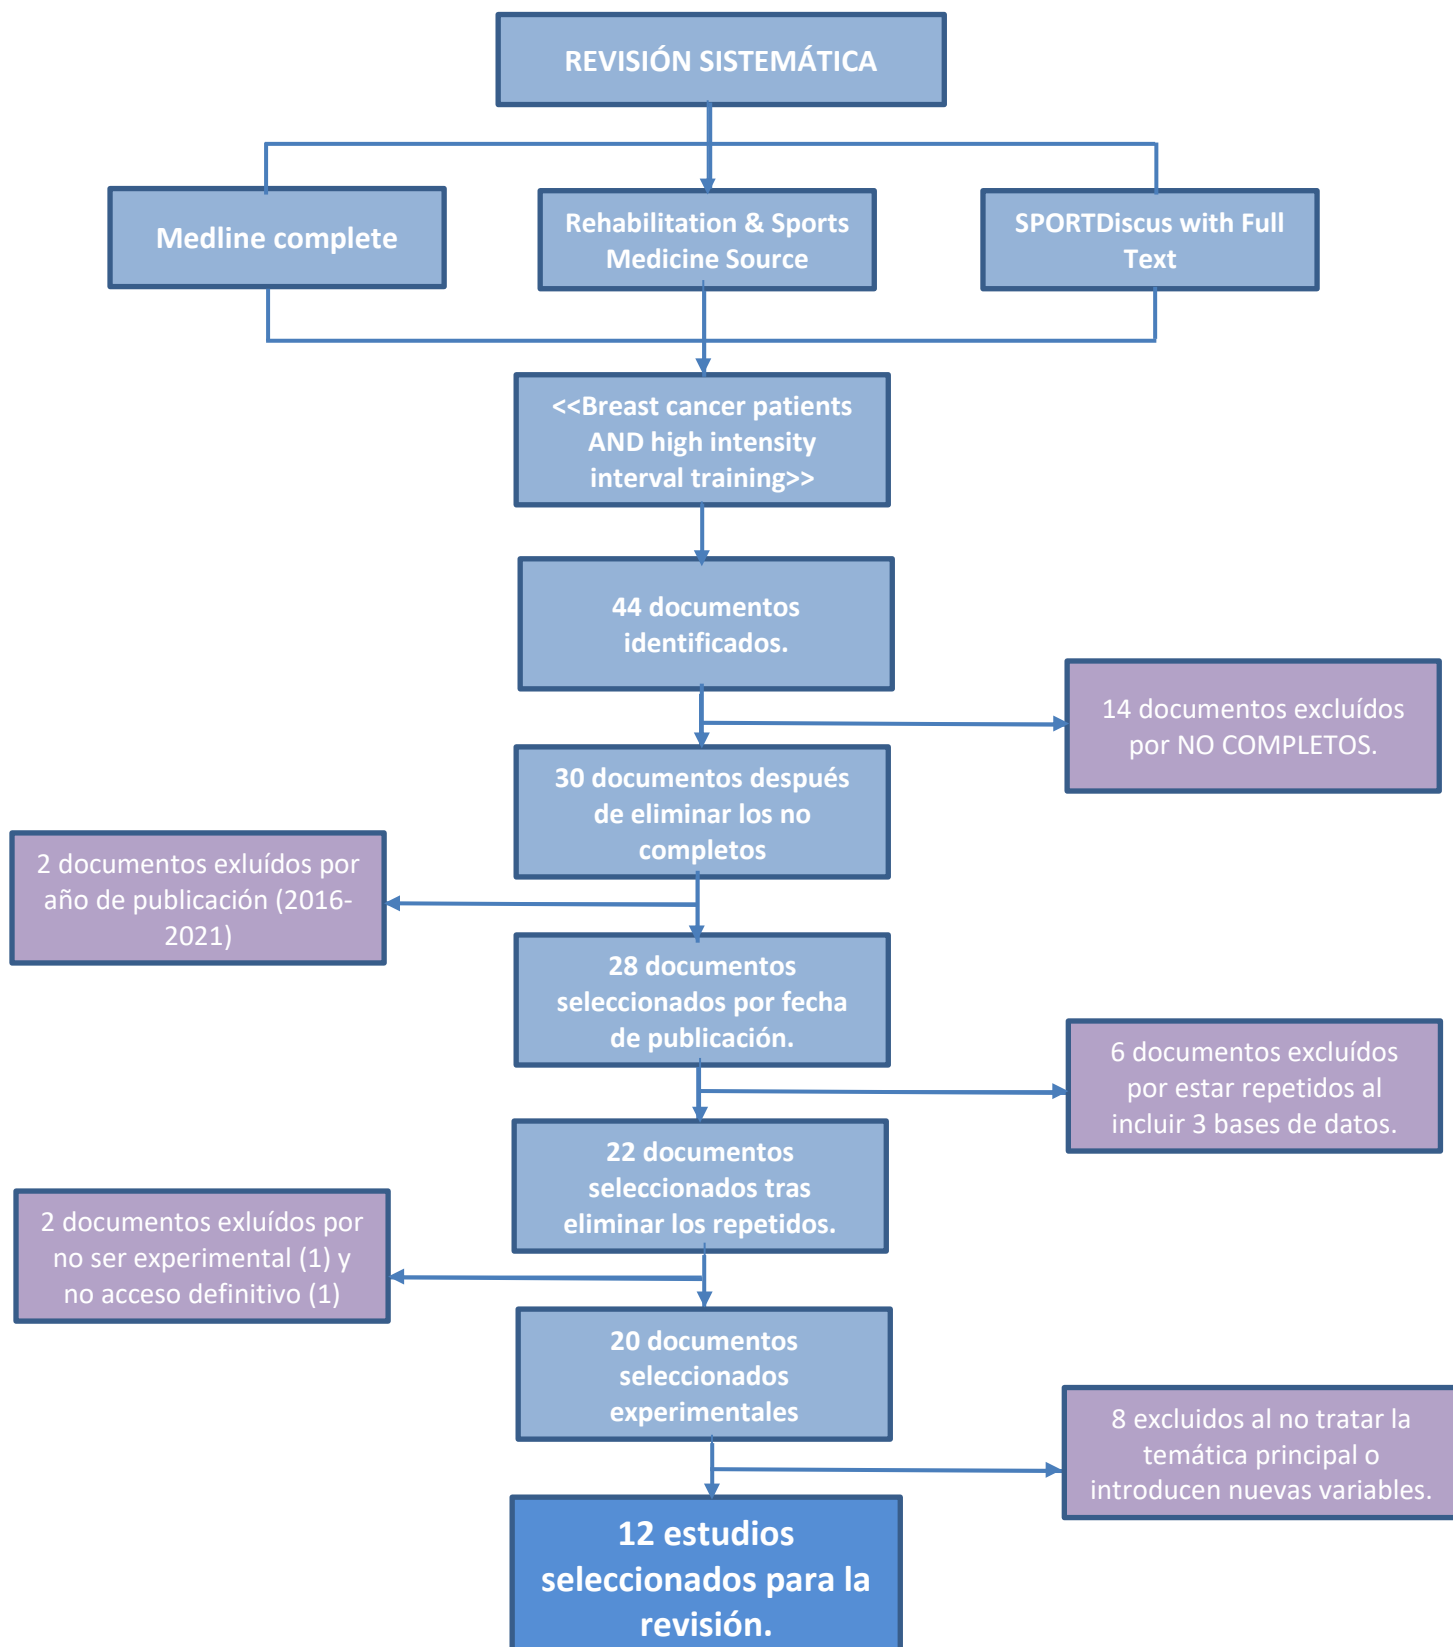 REVISIÓN SISTEMÁTICA
Medline complete
Rehabilitation & Sports
Medicine Source
SPORTDiscus with Full
Text
<<Breast cancer patients
AND high intensity
interval training>>
44 documentos
identificados.
14 documentos excluídos
por NO COMPLETOS.
30 documentos después
de eliminar los no
completos
2 documentos exluídos por
año de publicación (2016-
2021)
28 documentos
seleccionados por fecha
de publicación.
6 documentos excluídos
por estar repetidos al
incluir 3 bases de datos.
22 documentos
seleccionados tras
eliminar los repetidos.
2 documentos exluídos por
no ser experimental (1) y
no acceso definitivo (1)
20 documentos
seleccionados
experimentales
8 excluidos al no tratar la
temática principal o
introducen nuevas variables.
12 estudios
seleccionados para la
revisión.